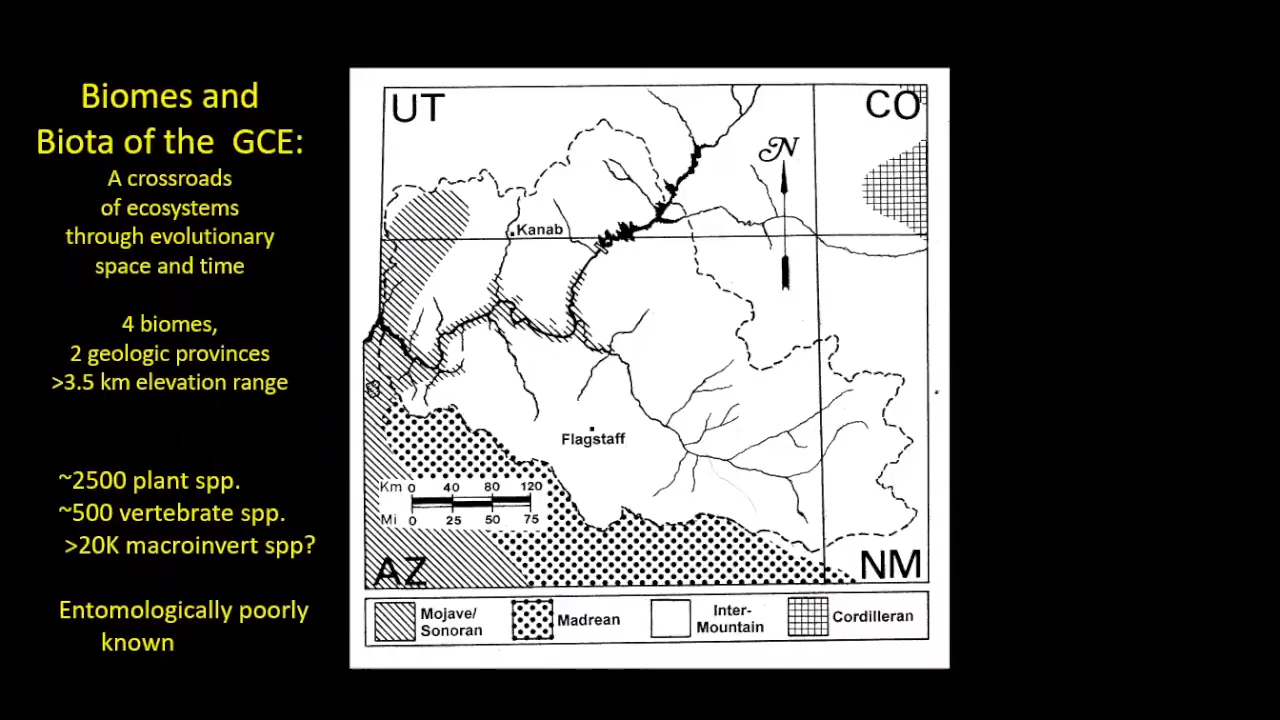 Biomes and
Biota of the GCE:
A crossroads
of ecosystems
through evolutionary
space and time
4 biomes,
2 geologic provinces
>3.5 km elevation range
~2500 plant spp.
~500 vertebrate spp.
>20K macroinvert spp?
Entomologically poorly
known
UT
CO
N
Kanab
Flagstaff
Km 0 40 80 120
Mi 0 25 50 75
AZ
NM
Mojave/
Sonoran
Madrean
Inter-
Mountain
Cordilleran